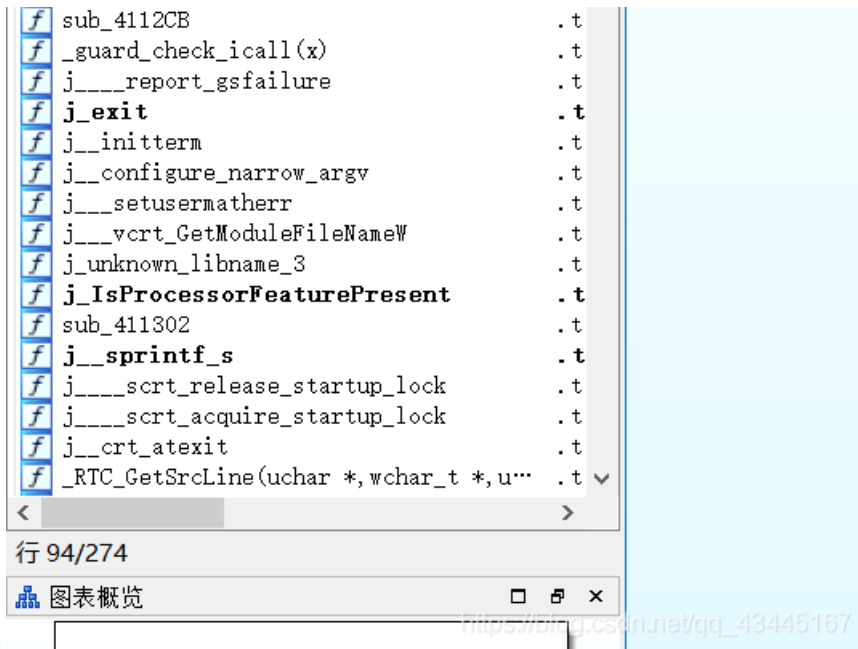 f sub_4112CB .t
f _guard_check_icall(x) .t
f j____report_gsfailure .t
f j_exit .t
f j__initterm .t
f j__configure_narrow_argv .t
f j___setusermatherr .t
f j___vcrt_GetModuleFileNameW .t
f j_unknown_libname_3 .t
f j_IsProcessorFeaturePresent .t
f sub_411302 .t
f j__sprintf_s .t
f j____scrt_release_startup_lock .t
f j____scrt_acquire_startup_lock .t
f j__crt_atexit .t
f _RTC_GetSrcLine(uchar *,wchar_t *,u… .t
行 94/274
图表概览
https://blog.csdn.net/qq_43445167